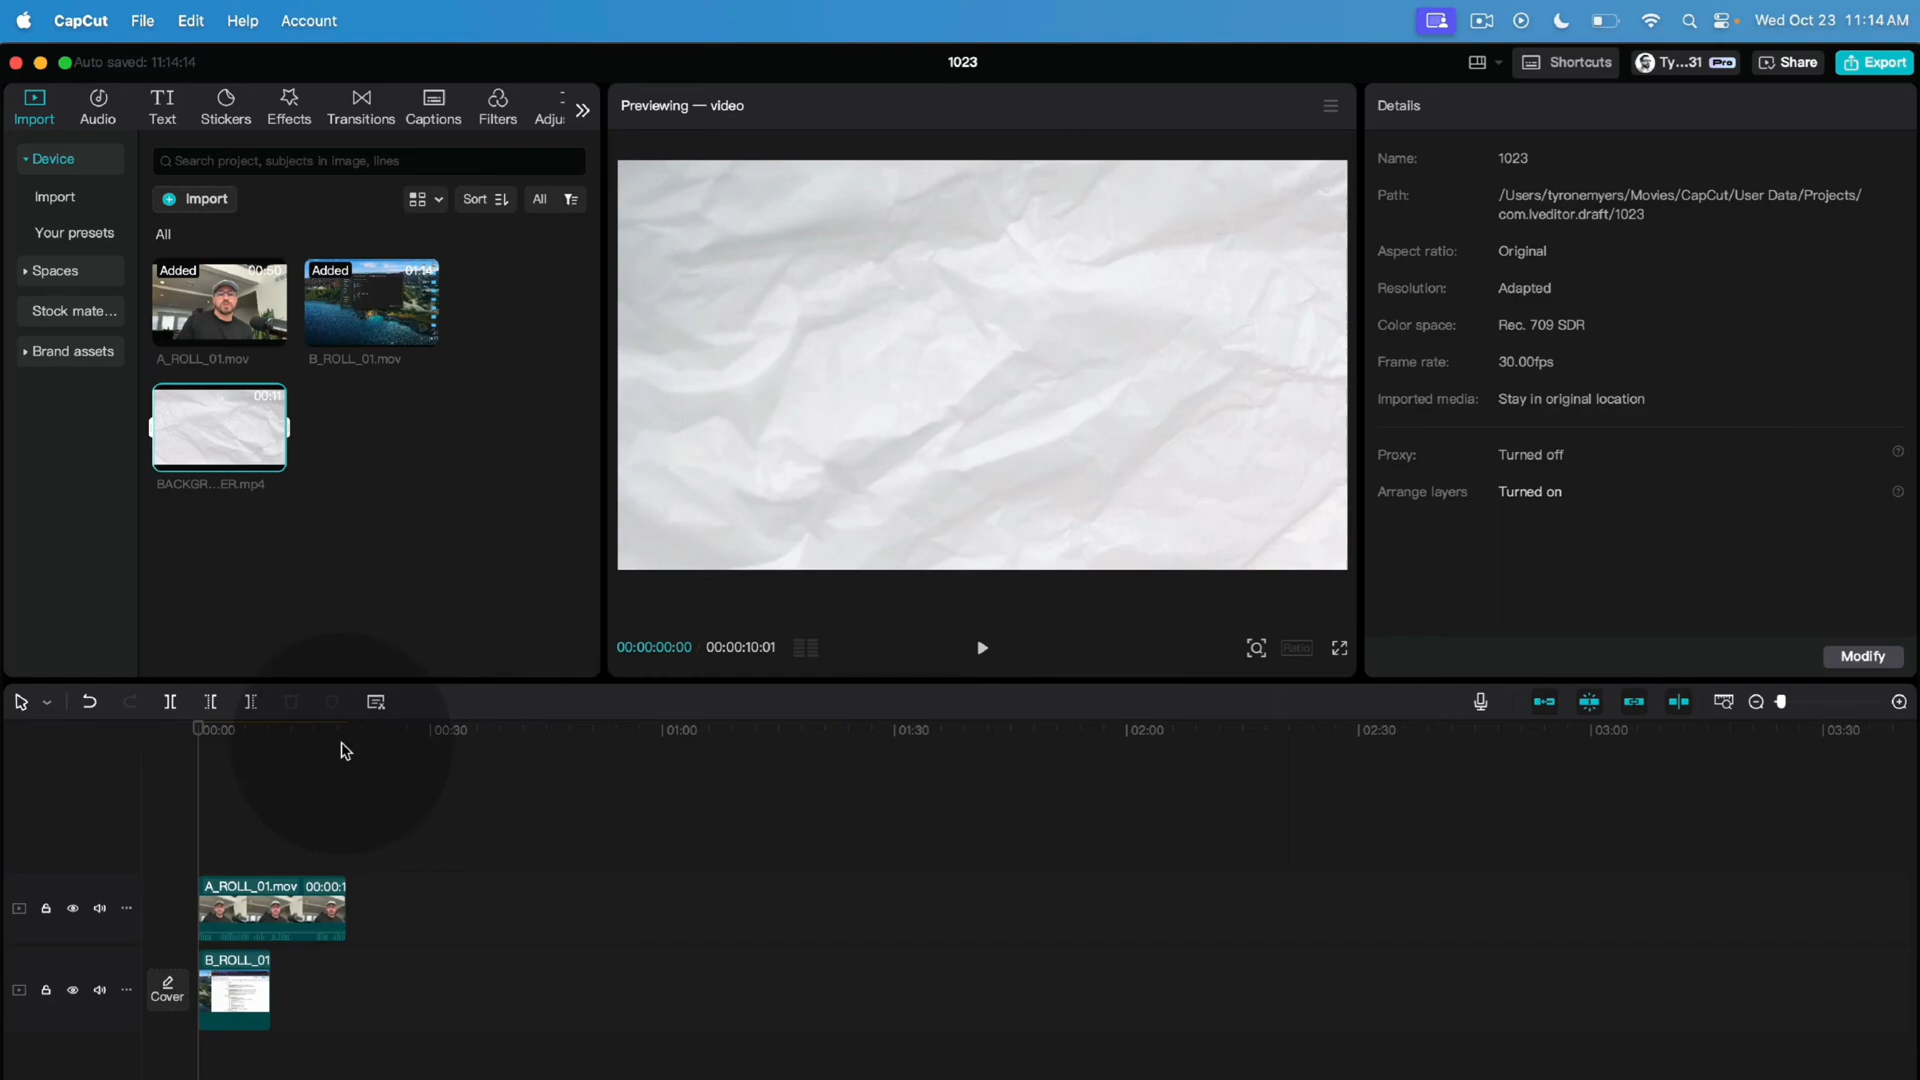 CapCut File Edit Help Account Wed Oct 23 11:14 AM
Auto saved: 11:14:14 1023 Shortcuts Ty...31 Pro Share Export
Import Audio TI Text Stickers Effects Transitions Captions Filters Adju
Previewing — video
Details
Device
Import
Your presets
Spaces
Stock mate...
Brand assets
Search project, subjects in image, lines
Import Sort All
All
Added 00:50
A_ROLL_01.mov
Added 01:14
B_ROLL_01.mov
00:11
BACKGR...ER.mp4
00:00:00:00 00:00:10:01 Ratio
Name: 1023
Path: /Users/tyronemyers/Movies/CapCut/User Data/Projects/
com.lveditor.draft/1023
Aspect ratio: Original
Resolution: Adapted
Color space: Rec. 709 SDR
Frame rate: 30.00fps
Imported media: Stay in original location
Proxy: Turned off
Arrange layers Turned on
Modify
00:00 00:30 01:00 01:30 02:00 02:30 03:00 03:30
A_ROLL_01.mov 00:00:1
B_ROLL_01
Cover